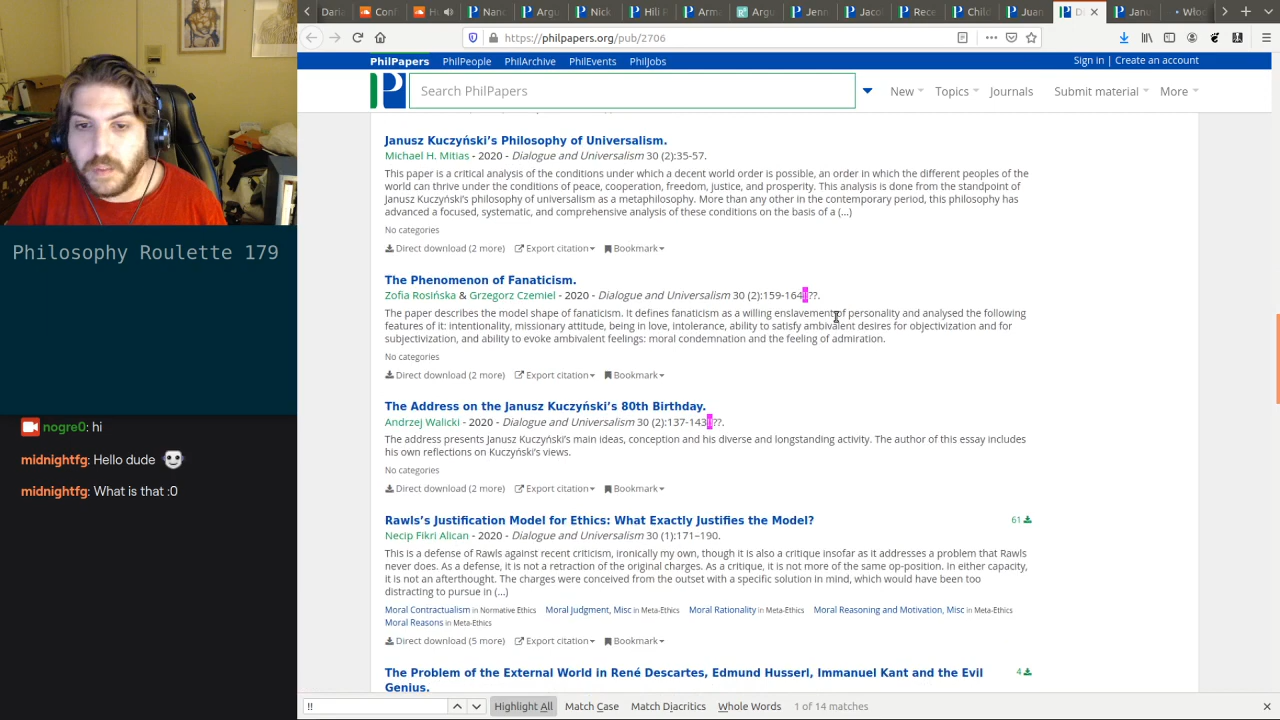 Daria
Conf
He
Nanc
Argu
Nick
Hill R
Armc
Argu
Jenn
Jacol
Rece
Child
Juan
Di
Janu
• Włoe
https://philpapers.org/pub/2706
PhilPapers PhilPeople PhilArchive PhilEvents PhilJobs
Sign in | Create an account
Search PhilPapers
New Topics Journals Submit material More
Philosophy Roulette 179
nogre0: hi
midnightfg: Hello dude
midnightfg: What is that :0
Janusz Kuczyński’s Philosophy of Universalism.
Michael H. Mitias - 2020 - Dialogue and Universalism 30 (2):35-57.
This paper is a critical analysis of the conditions under which a decent world order is possible, an order in which the different peoples of the
world can thrive under the conditions of peace, cooperation, freedom, justice, and prosperity. This analysis is done from the standpoint of
Janusz Kuczyński’s philosophy of universalism as a metaphilosophy. More than any other in the contemporary period, this philosophy has
advanced a focused, systematic, and comprehensive analysis of these conditions on the basis of a (...)
No categories
Direct download (2 more) Export citation Bookmark
The Phenomenon of Fanaticism.
Zofia Rosińska & Grzegorz Czemiel - 2020 - Dialogue and Universalism 30 (2):159-164!!??.
The paper describes the model shape of fanaticism. It defines fanaticism as a willing enslavement of personality and analysed the following
features of it: intentionality, missionary attitude, being in love, intolerance, ability to satisfy ambivalent desires for objectivization and for
subjectivization, and ability to evoke ambivalent feelings: moral condemnation and the feeling of admiration.
No categories
Direct download (2 more) Export citation Bookmark
The Address on the Janusz Kuczyński’s 80th Birthday.
Andrzej Walicki - 2020 - Dialogue and Universalism 30 (2):137-143!!??.
The address presents Janusz Kuczyński’s main ideas, conception and his diverse and longstanding activity. The author of this essay includes
his own reflections on Kuczyński’s views.
No categories
Direct download (2 more) Export citation Bookmark
Rawls’s Justification Model for Ethics: What Exactly Justifies the Model?
61
Necip Fikri Alican - 2020 - Dialogue and Universalism 30 (1):171–190.
This is a defense of Rawls against recent criticism, ironically my own, though it is also a critique insofar as it addresses a problem that Rawls
never does. As a defense, it is not a retraction of the original charges. As a critique, it is not more of the same op-position. In either capacity,
it is not an afterthought. The charges were conceived from the outset with a specific solution in mind, which would have been too
distracting to pursue in (...)
Moral Contractualism in Normative Ethics Moral Judgment, Misc in Meta-Ethics Moral Rationality in Meta-Ethics Moral Reasoning and Motivation, Misc in Meta-Ethics
Moral Reasons in Meta-Ethics
Direct download (5 more) Export citation Bookmark
The Problem of the External World in René Descartes, Edmund Husserl, Immanuel Kant and the Evil
Genius.
4
!!
Highlight All Match Case Match Diacritics Whole Words 1 of 14 matches